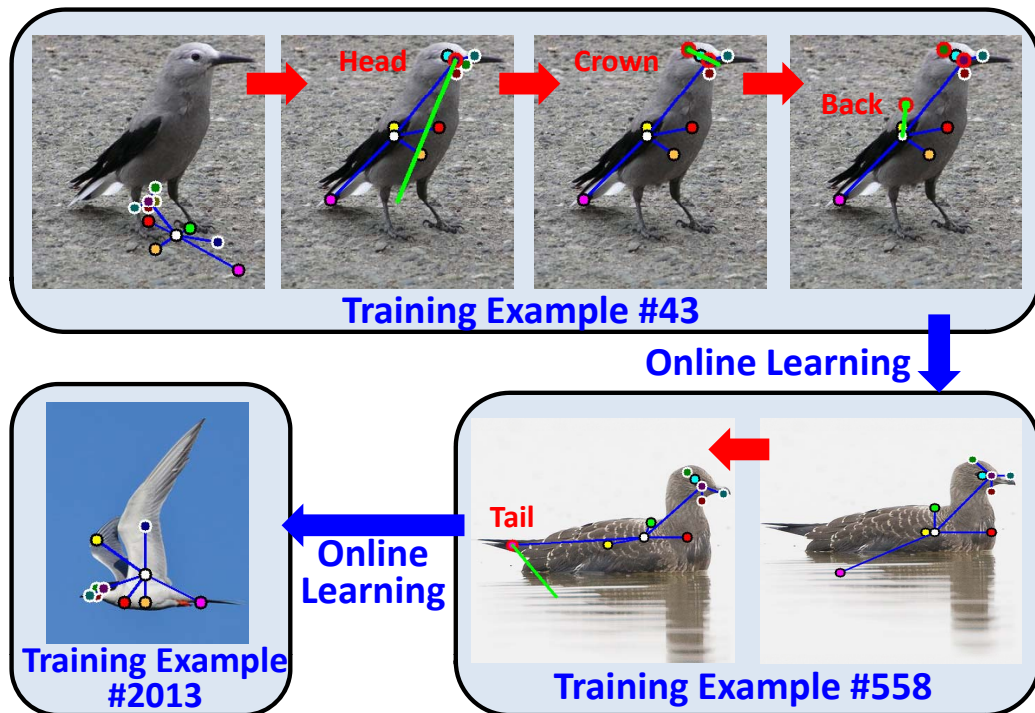 Head
Crown
Back
Training Example #43
Online Learning
Tail
Online
Learning
Training Example
#2013
Training Example #558